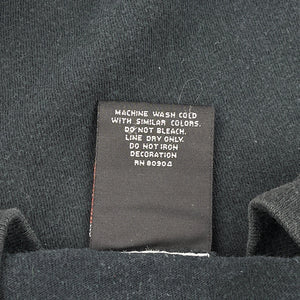 MACHINE WASH COLD
WITH SIMILAR COLORS.
DO NOT BLEACH.
LINE DRY ONLY.
DO NOT IRON
DECORATION
RN 80904